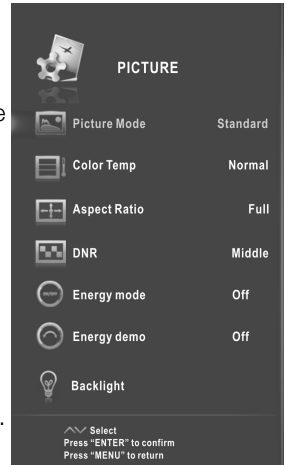 PICTURE
Picture Mode Standard
Color Temp Normal
Aspect Ratio Full
DNR Middle
Energy mode Off
Energy demo Off
Backlight
Select
Press “ENTER” to confirm
Press “MENU” to return